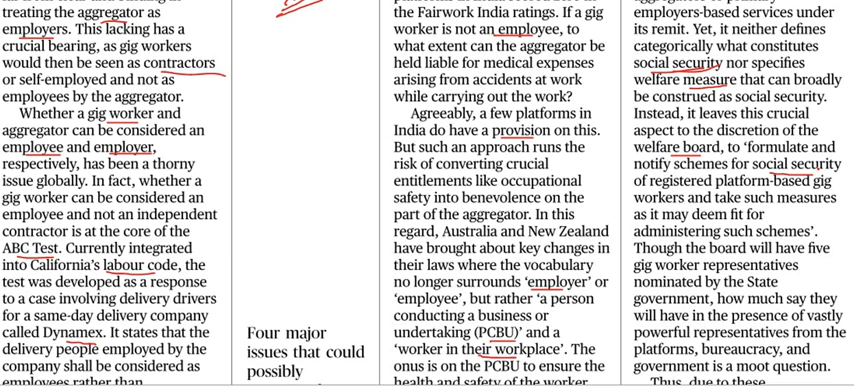 treating the aggregator as
employers. This lacking has a
crucial bearing, as gig workers
would then be seen as contractors
or self-employed and not as
employees by the aggregator.
Whether a gig worker and
aggregator can be considered an
employee and employer,
respectively, has been a thorny
issue globally. In fact, whether a
gig worker can be considered an
employee and not an independent
contractor is at the core of the
ABC Test. Currently integrated
into California's labour code, the
test was developed as a response
to a case involving delivery drivers
for a same-day delivery company
called Dynamex. It states that the
delivery people employed by the
company shall be considered as
employees rather than
Four major
issues that could
possibly
the Fairwork India ratings. If a gig
worker is not an employee, to
what extent can the aggregator be
held liable for medical expenses
arising from accidents at work
while carrying out the work?
Agreeably, a few platforms in
India do have a provision on this.
But such an approach runs the
risk of converting crucial
entitlements like occupational
safety into benevolence on the
part of the aggregator. In this
regard, Australia and New Zealand
have brought about key changes in
their laws where the vocabulary
no longer surrounds 'employer' or
'employee', but rather 'a person
conducting a business or
undertaking (PCBU)' and a
'worker in their workplace'. The
onus is on the PCBU to ensure the
health and safety of the worker
employers-based services under
its remit. Yet, it neither defines
categorically what constitutes
social security nor specifies
welfare measure that can broadly
be construed as social security.
Instead, it leaves this crucial
aspect to the discretion of the
welfare board, to 'formulate and
notify schemes for social security
of registered platform-based gig
workers and take such measures
as it may deem fit for
administering such schemes'.
Though the board will have five
gig worker representatives
nominated by the State
government, how much say they
will have in the presence of vastly
powerful representatives from the
platforms, bureaucracy, and
government is a moot question.
Thus, due to these